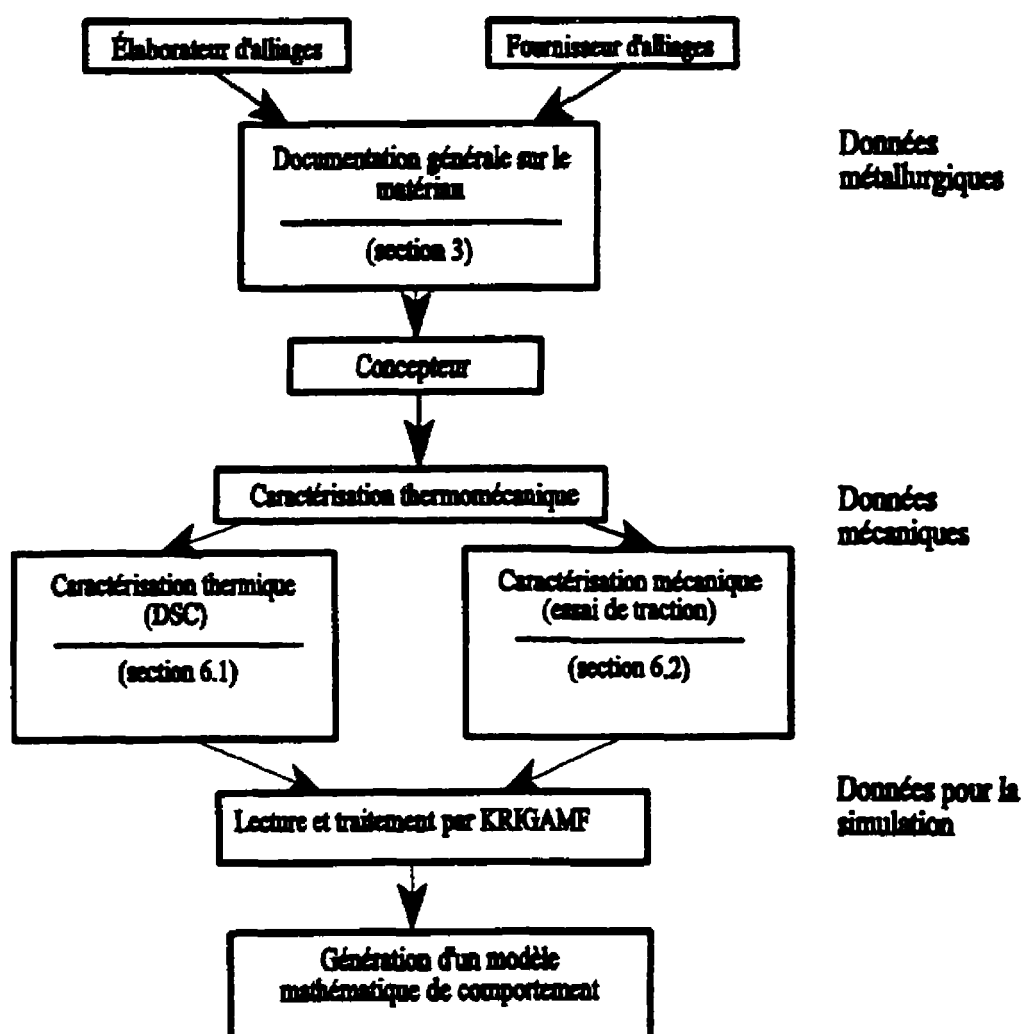 Élaborateur d'alliages
Fournisseur d'alliages
Documentation générale sur le
matériau
(section 3)
Données
métallurgiques
Concepteur
Caractérisation thermomécanique
Données
mécaniques
Caractérisation thermique
(DSC)
(section 6.1)
Caractérisation mécanique
(essai de traction)
(section 6.2)
Données pour la
simulation
Lecture et traitement par KRIGAMF
Génération d'un modèle
mathématique de comportement